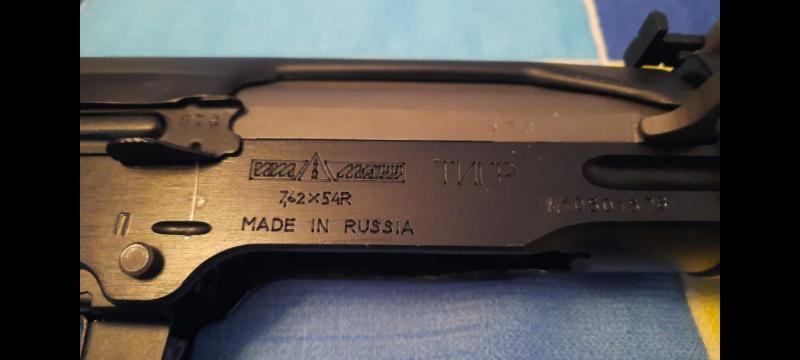 ижмаш ТИГР
7,62×54R
П
MADE IN RUSSIA